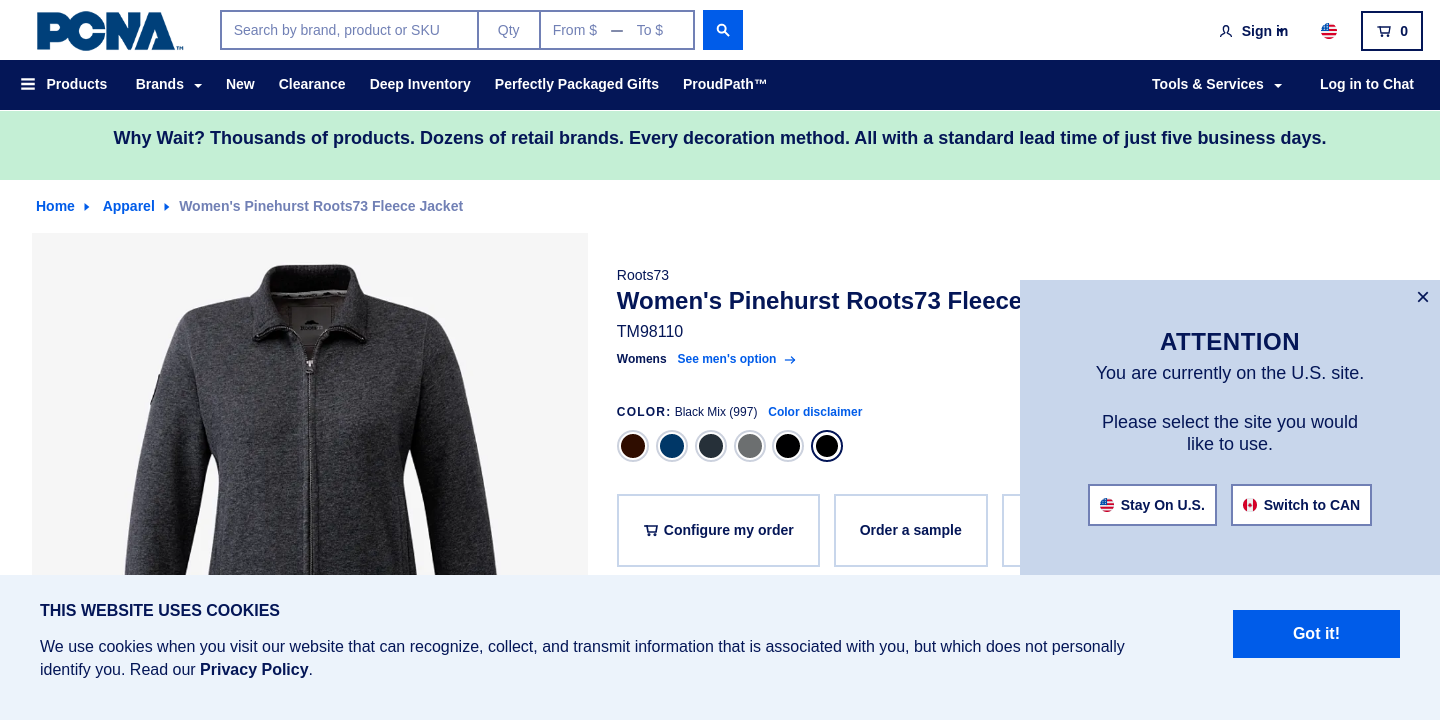 PCNA™
Search by brand, product or SKU
Qty
From $ — To $
Sign in
0
Products
Brands
New
Clearance
Deep Inventory
Perfectly Packaged Gifts
ProudPath™
Tools & Services
Log in to Chat
Why Wait? Thousands of products. Dozens of retail brands. Every decoration method. All with a standard lead time of just five business days.
Home
Apparel
Women's Pinehurst Roots73 Fleece Jacket
Roots73
Women's Pinehurst Roots73 Fleece
TM98110
Womens See men's option
COLOR: Black Mix (997) Color disclaimer
Configure my order
Order a sample
×
ATTENTION
You are currently on the U.S. site.
Please select the site you would
like to use.
Stay On U.S.
Switch to CAN
THIS WEBSITE USES COOKIES
We use cookies when you visit our website that can recognize, collect, and transmit information that is associated with you, but which does not personally
identify you. Read our Privacy Policy.
Got it!